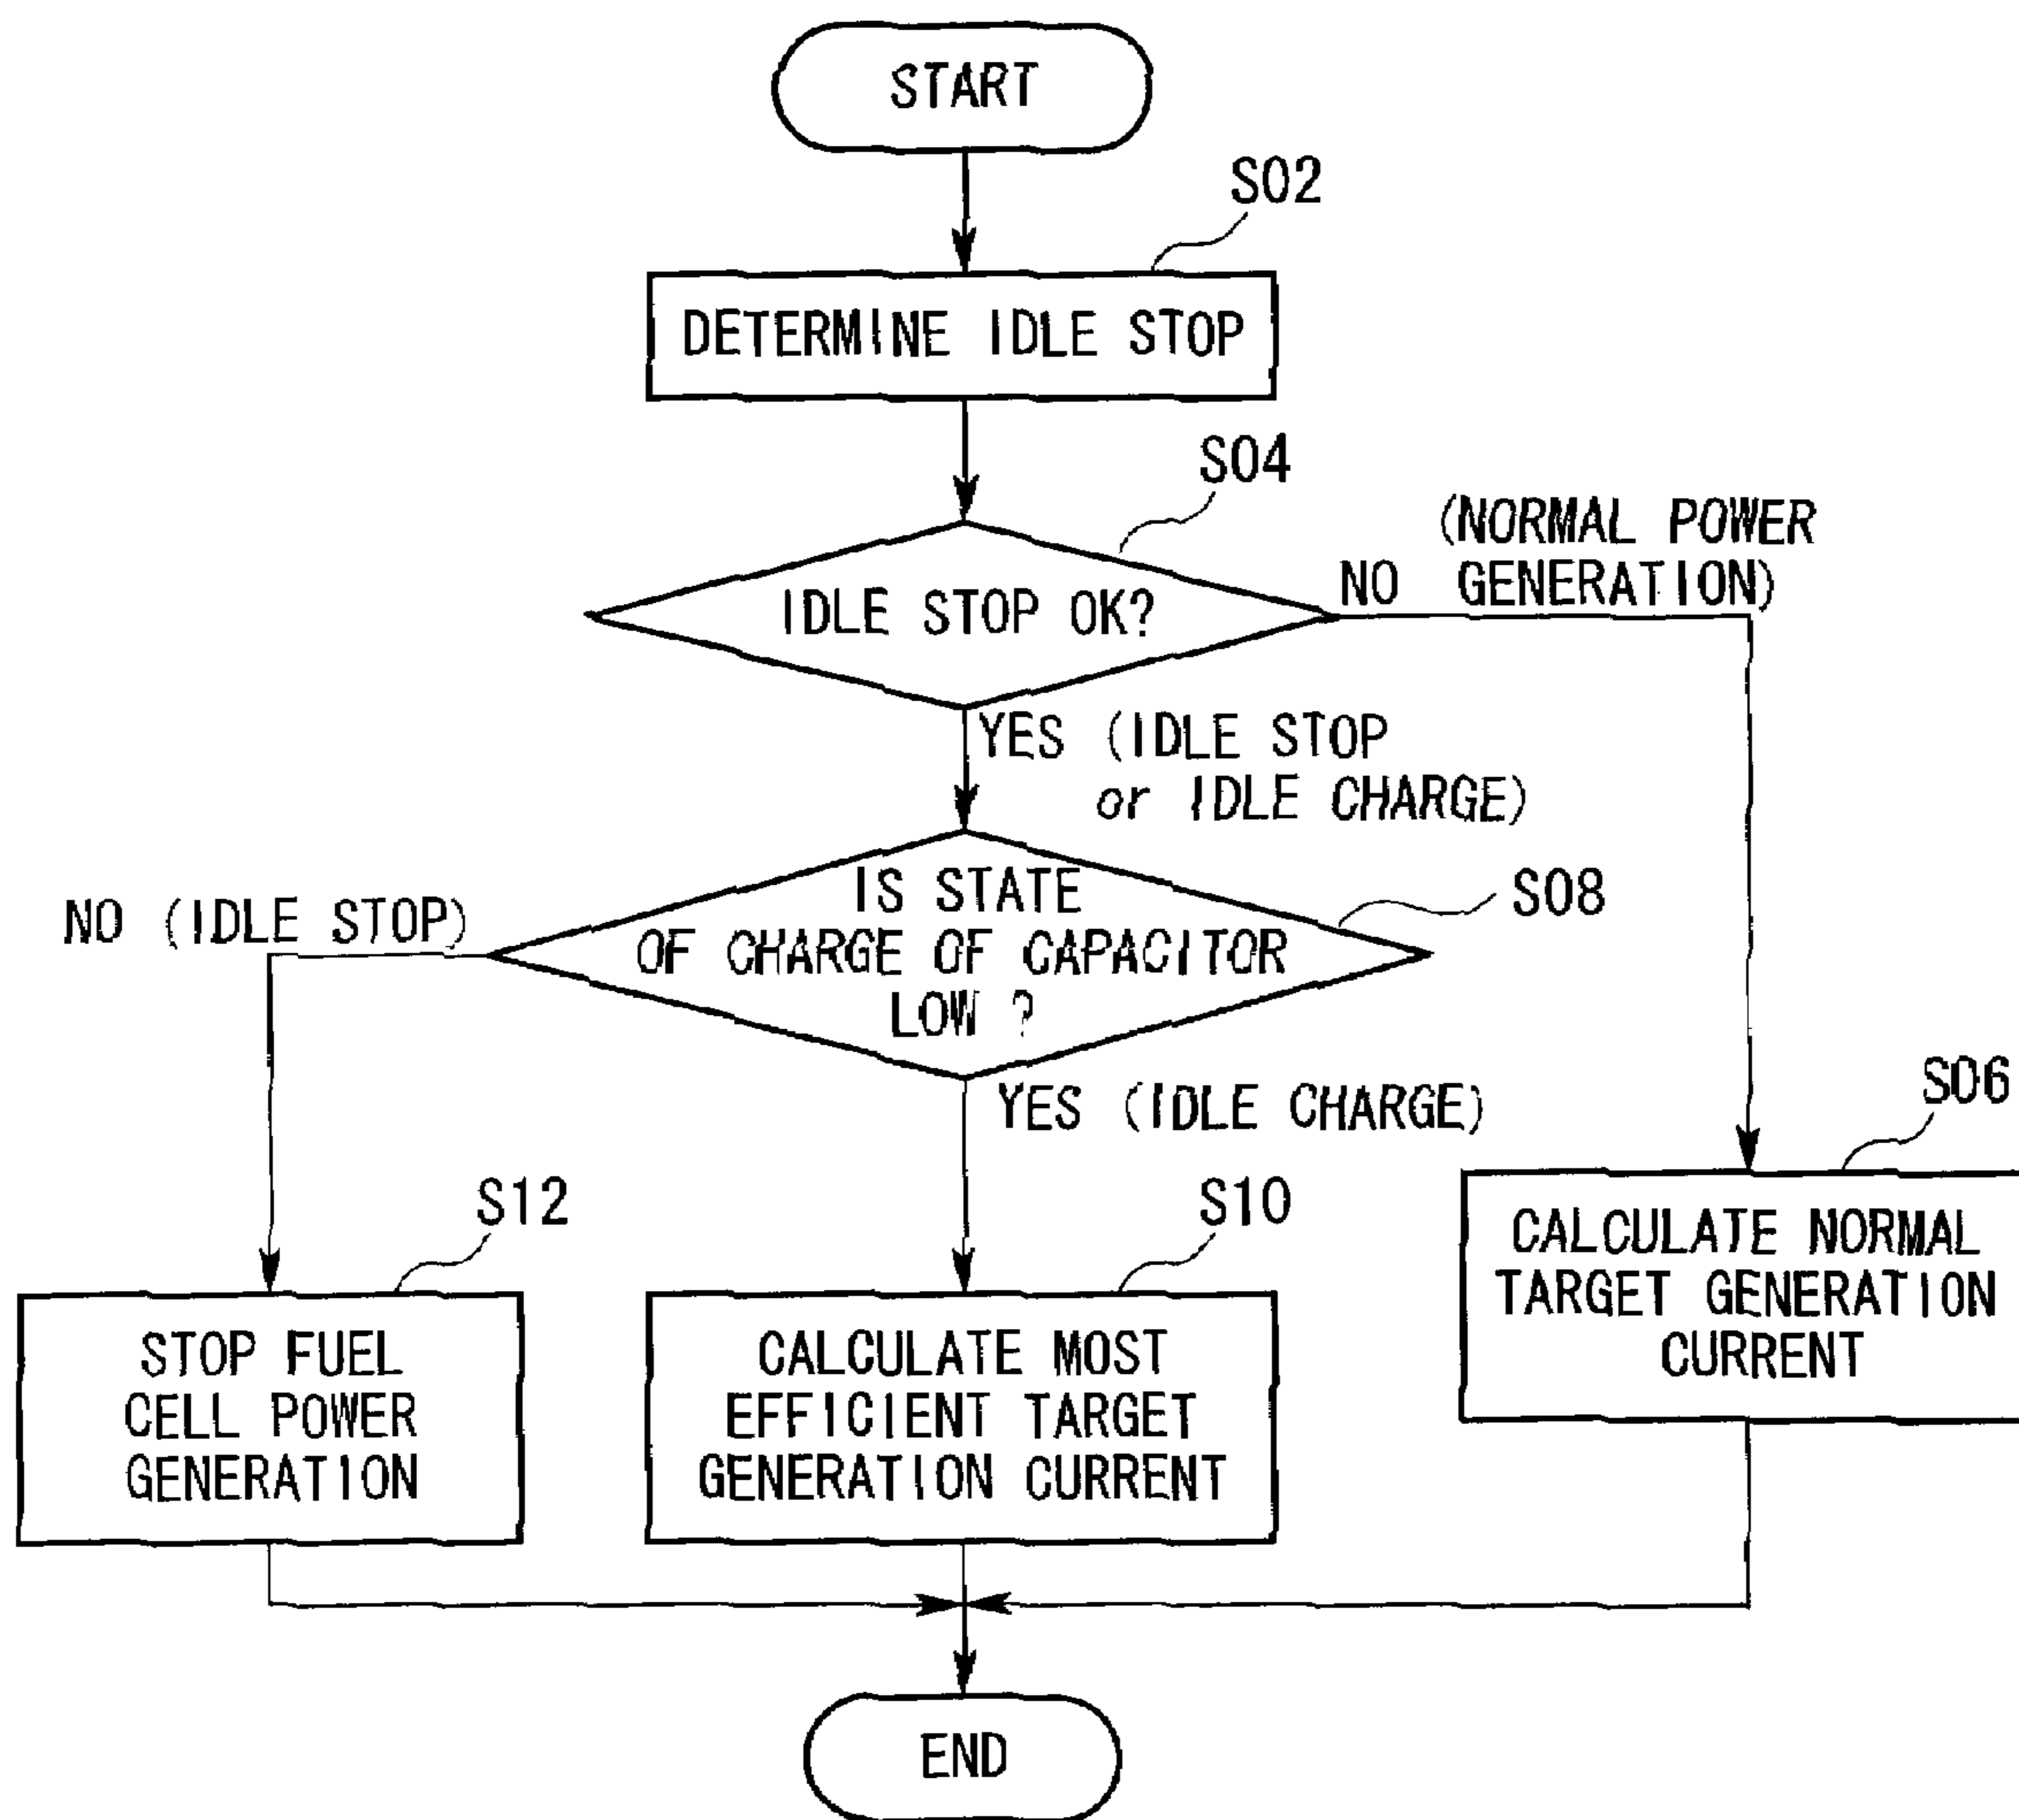 START
S02
DETERMINE IDLE STOP
S04
(NORMAL POWER
NO GENERATION)
IDLE STOP OK?
YES (IDLE STOP
or IDLE CHARGE)
IS STATE
OF CHARGE OF CAPACITOR
LOW ?
S08
NO (IDLE STOP)
YES (IDLE CHARGE)
S06
CALCULATE NORMAL
TARGET GENERATION
CURRENT
S12
STOP FUEL
CELL POWER
GENERATION
S10
CALCULATE MOST
EFFICIENT TARGET
GENERATION CURRENT
END